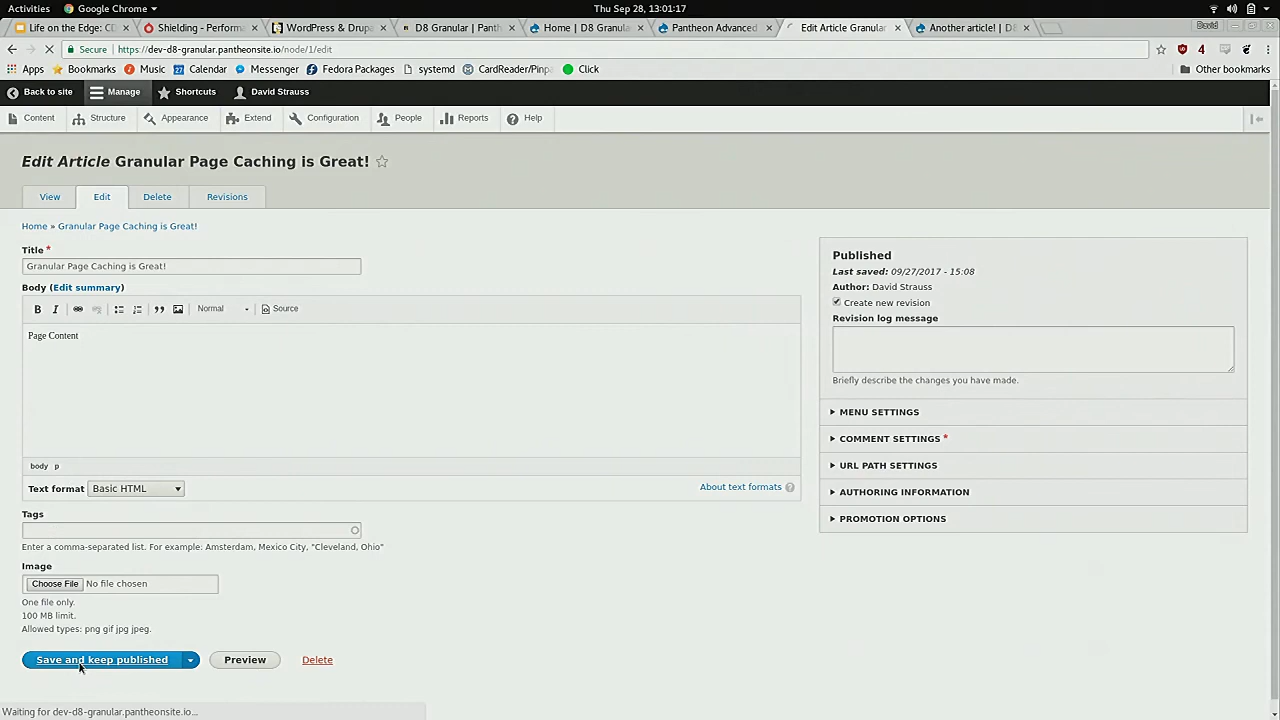 Activities Google Chrome Thu Sep 28, 13:01:17
Life on the Edge: CD Shielding - Performa WordPress & Drupa D8 Granular | Panth Home | D8 Granula Pantheon Advanced Edit Article Granular Another article! | D8 David
Secure https://dev-d8-granular.pantheonsite.io/node/1/edit 4
Apps Bookmarks Music 27 Calendar Messenger Fedora Packages systemd CardReader/Pinpa Click Other bookmarks
Back to site Manage Shortcuts David Strauss
Content Structure Appearance Extend Configuration People Reports Help
Edit Article Granular Page Caching is Great!
View Edit Delete Revisions
Home » Granular Page Caching is Great!
Title *
Granular Page Caching is Great!
Body (Edit summary)
B I Normal Source
Page Content
body p
Text format Basic HTML About text formats ?
Tags
Enter a comma-separated list. For example: Amsterdam, Mexico City, "Cleveland, Ohio"
Image
Choose File No file chosen
One file only.
100 MB limit.
Allowed types: png gif jpg jpeg.
Save and keep published Preview Delete
Published
Last saved: 09/27/2017 - 15:08
Author: David Strauss
Create new revision
Revision log message
Briefly describe the changes you have made.
MENU SETTINGS
COMMENT SETTINGS *
URL PATH SETTINGS
AUTHORING INFORMATION
PROMOTION OPTIONS
Waiting for dev-d8-granular.pantheonsite.io...